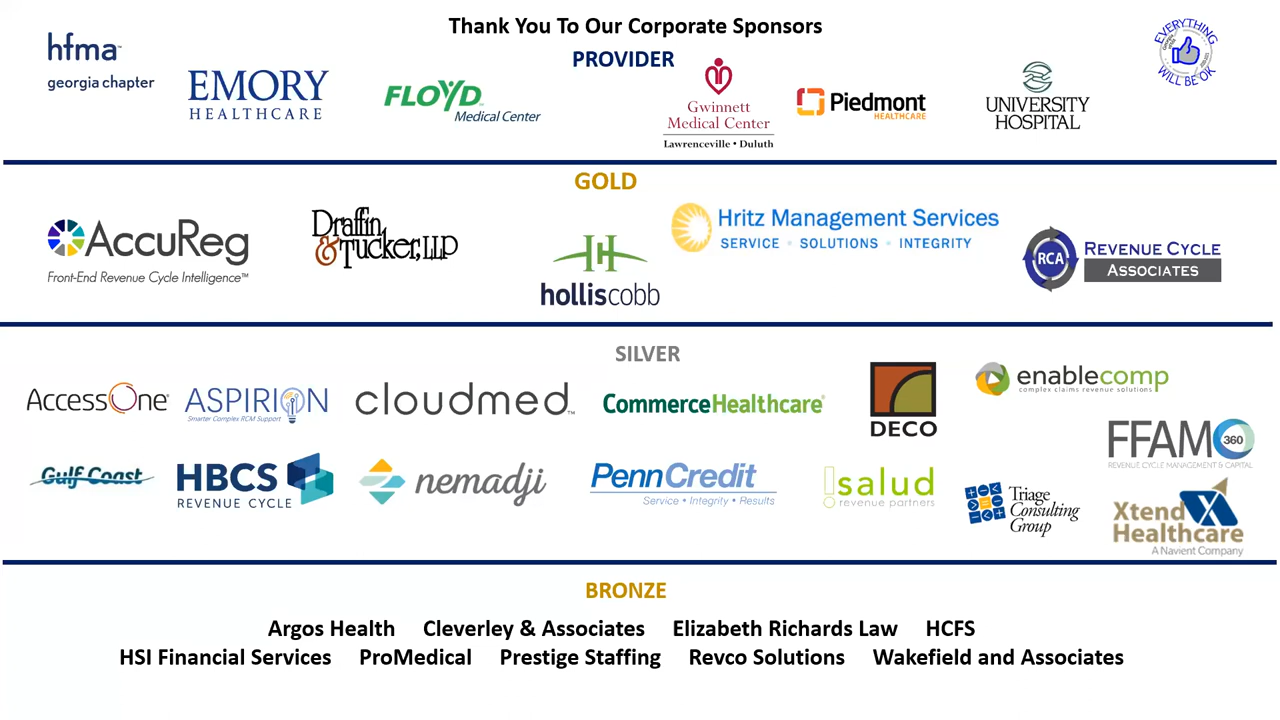 Thank You To Our Corporate Sponsors
hfma™
georgia chapter
EVERYTHING
WILL BE OK
PROVIDER
EMORY
HEALTHCARE
FLOYD
Medical Center
Gwinnett
Medical Center
Lawrenceville • Duluth
Piedmont
HEALTHCARE
UNIVERSITY
HOSPITAL
GOLD
AccuReg
Front-End Revenue Cycle Intelligence™
Draffin
& Tucker, LLP
holliscobb
Hritz Management Services
SERVICE • SOLUTIONS • INTEGRITY
RCA
REVENUE CYCLE
ASSOCIATES
SILVER
AccessOne®
ASPIRION
Smarter Complex RCM Support
cloudmed™
CommerceHealthcare®
DECO
enablecomp
complex claims revenue solutions
FFAM 360
REVENUE CYCLE MANAGEMENT & CAPITAL
Gulf Coast
HBCS
REVENUE CYCLE
nemadji
PennCredit
Service • Integrity • Results
salud
revenue partners
Triage
Consulting
Group
Xtend X
Healthcare
A Navient Company
BRONZE
Argos Health Cleverley & Associates Elizabeth Richards Law HCFS
HSI Financial Services ProMedical Prestige Staffing Revco Solutions Wakefield and Associates